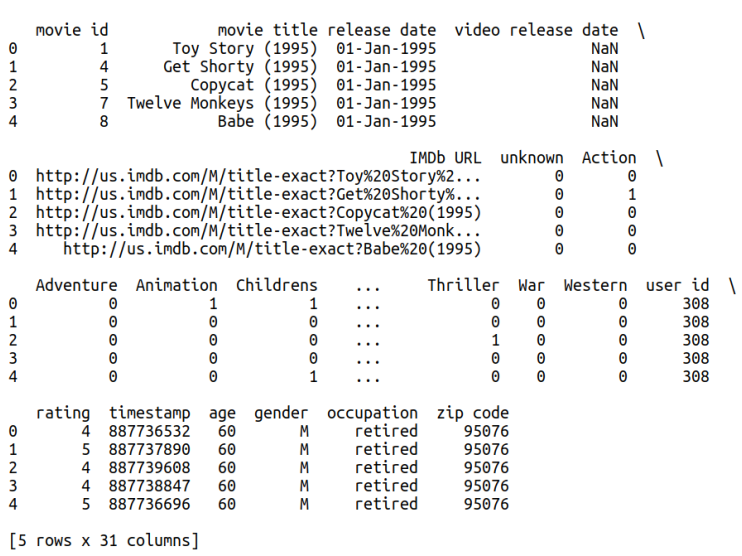 movie id              movie title release date  video release date  \
0         1         Toy Story (1995)  01-Jan-1995                 NaN
1         4        Get Shorty (1995)  01-Jan-1995                 NaN
2         5           Copycat (1995)  01-Jan-1995                 NaN
3         7    Twelve Monkeys (1995)  01-Jan-1995                 NaN
4         8              Babe (1995)  01-Jan-1995                 NaN
                                         IMDb URL  unknown  Action  \
0  http://us.imdb.com/M/title-exact?Toy%20Story%2...        0       0
1  http://us.imdb.com/M/title-exact?Get%20Shorty%...        0       1
2  http://us.imdb.com/M/title-exact?Copycat%20(1995)        0       0
3  http://us.imdb.com/M/title-exact?Twelve%20Monk...        0       0
4     http://us.imdb.com/M/title-exact?Babe%20(1995)        0       0
   Adventure  Animation  Childrens    ...     Thriller  War  Western  user id  \
0          0          1          1    ...            0    0        0      308
1          0          0          0    ...            0    0        0      308
2          0          0          0    ...            1    0        0      308
3          0          0          0    ...            0    0        0      308
4          0          0          1    ...            0    0        0      308
   rating  timestamp  age  gender  occupation  zip code
0       4  887736532   60       M     retired     95076
1       5  887737890   60       M     retired     95076
2       4  887739608   60       M     retired     95076
3       4  887738847   60       M     retired     95076
4       5  887736696   60       M     retired     95076
[5 rows x 31 columns]